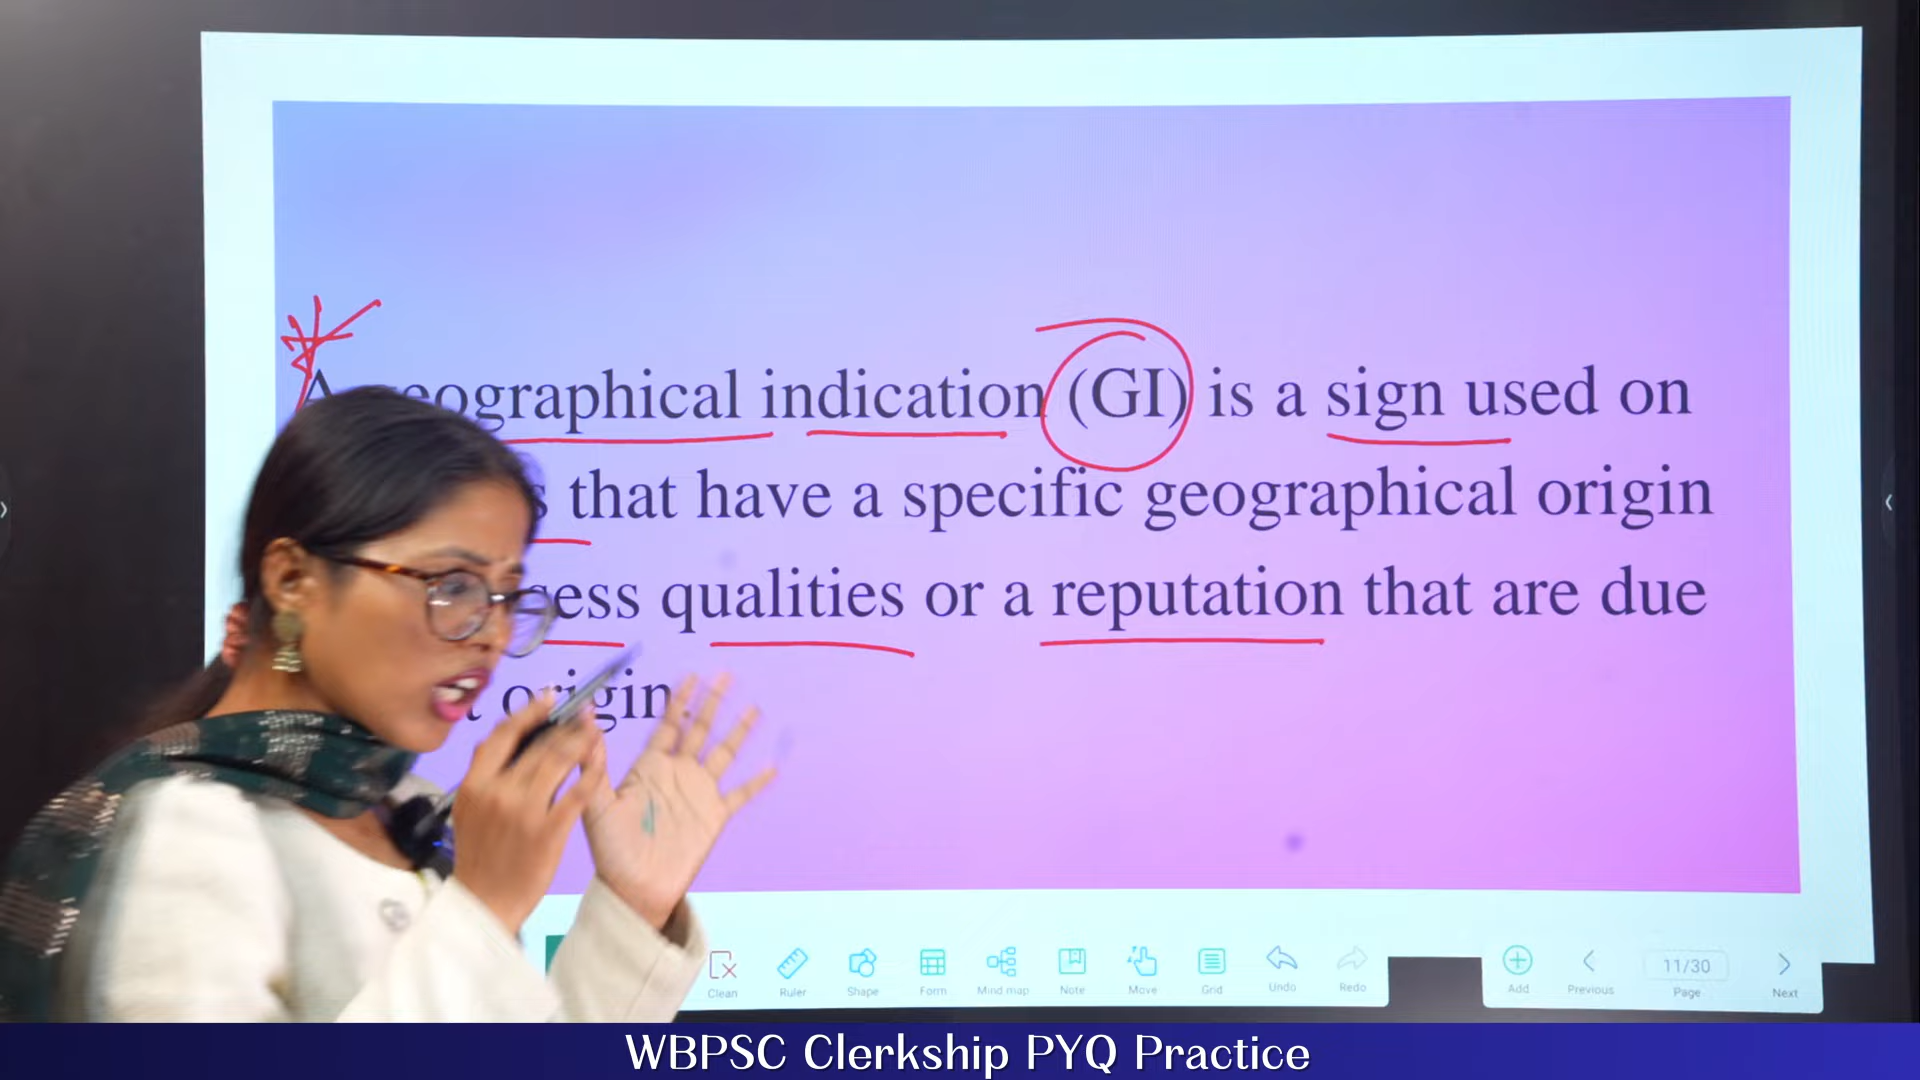 geographical indication (GI) is a sign used on
that have a specific geographical origin
qualities or a reputation that are due
origin.
Clean Ruler Shape Form Mind map Note Move Grid Undo Redo Add Previous 11/30 Page Next
WBPSC Clerkship PYQ Practice